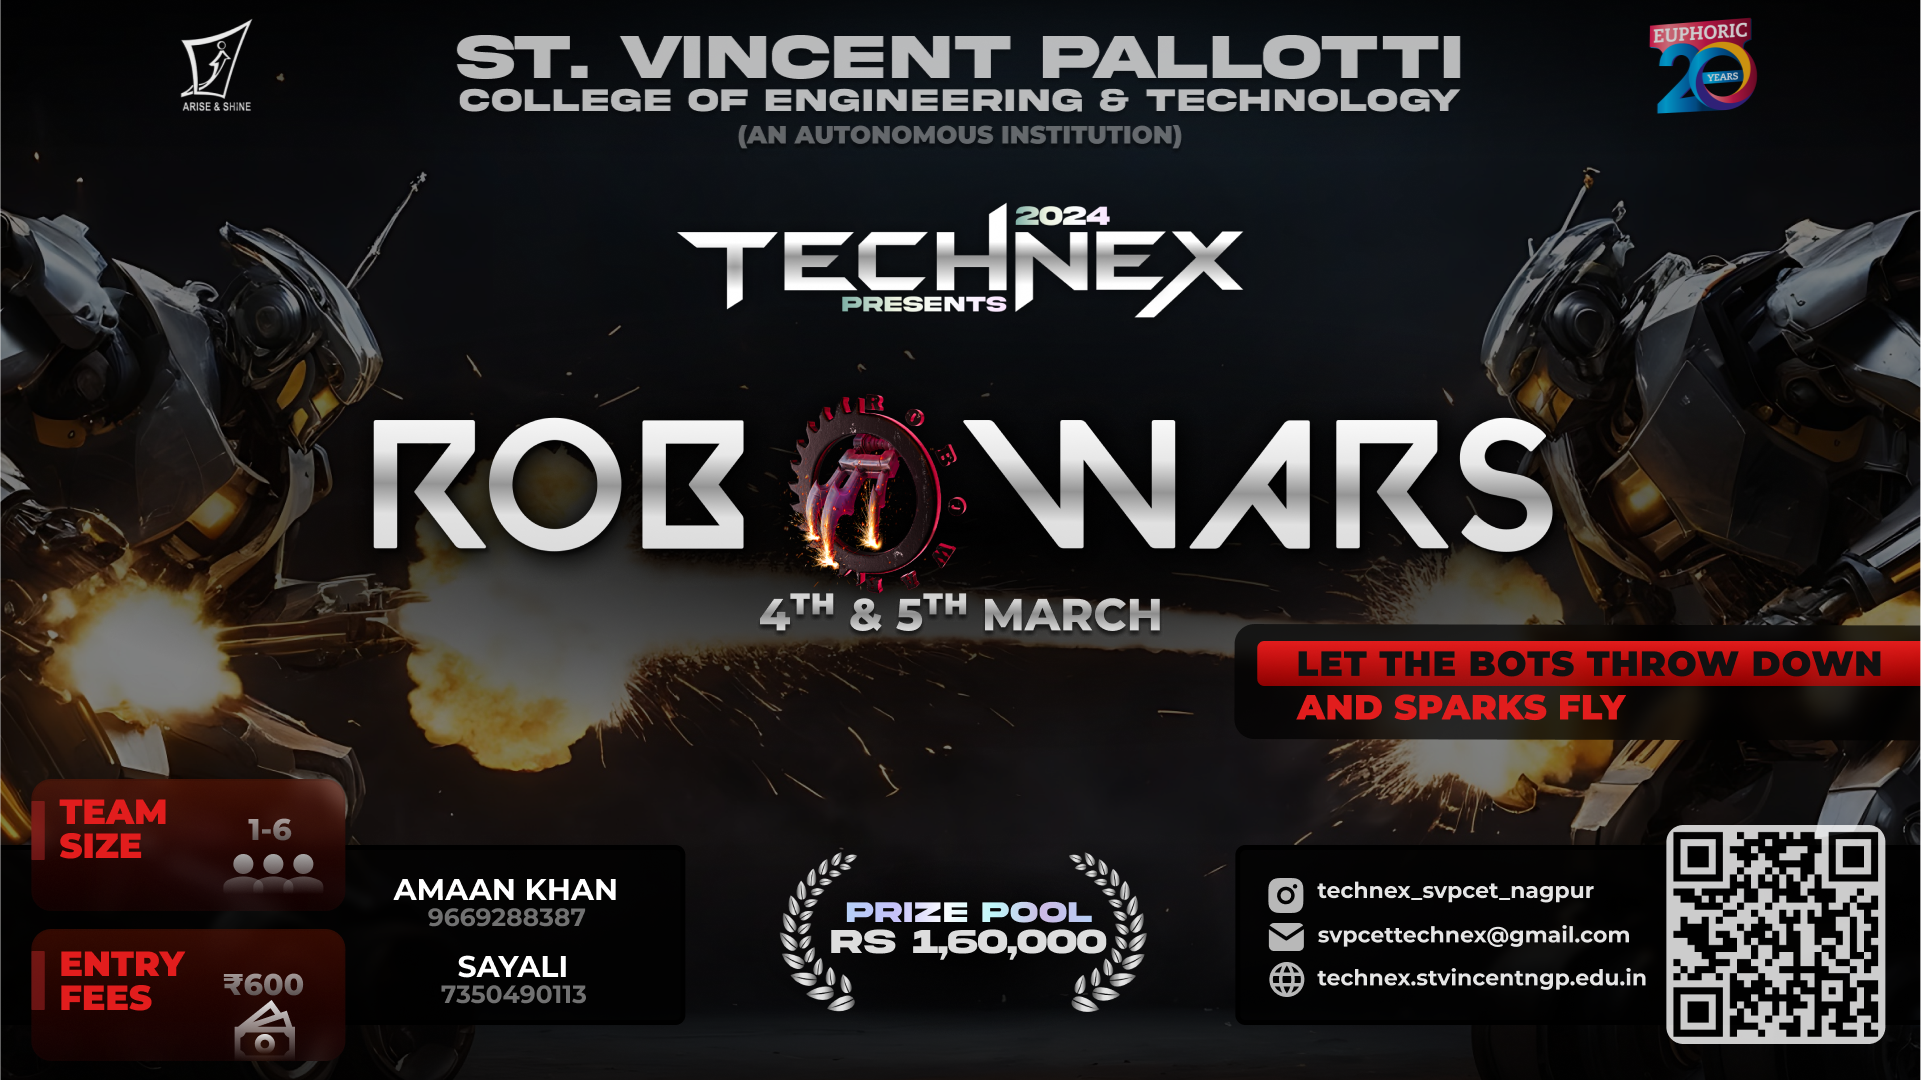 ARISE & SHINE
ST. VINCENT PALLOTTI
COLLEGE OF ENGINEERING & TECHNOLOGY
(AN AUTONOMOUS INSTITUTION)
EUPHORIC
20
YEARS
2024
TECHNEX
PRESENTS
ROBO WARS
4TH & 5TH MARCH
LET THE BOTS THROW DOWN
AND SPARKS FLY
TEAM
SIZE
1-6
ENTRY
FEES
₹600
AMAAN KHAN
9669288387
SAYALI
7350490113
PRIZE POOL
RS 1,60,000
technex_svpcet_nagpur
svpcettechnex@gmail.com
technex.stvincentngp.edu.in